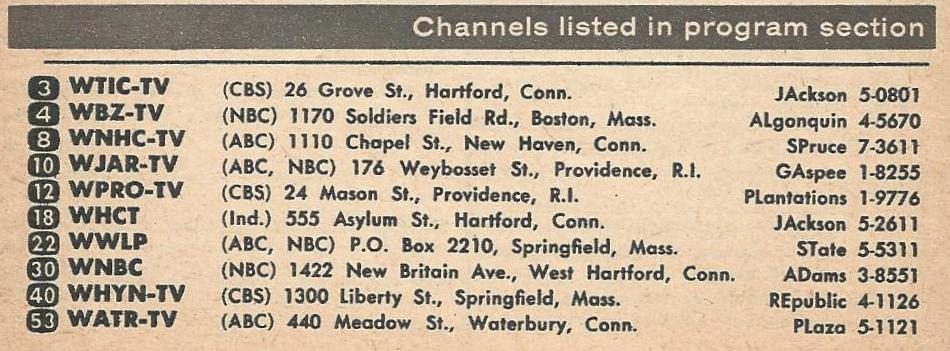 Channels listed in program section
3 WTIC-TV (CBS) 26 Grove St., Hartford, Conn. JAckson 5-0801
4 WBZ-TV (NBC) 1170 Soldiers Field Rd., Boston, Mass. ALgonquin 4-5670
8 WNHC-TV (ABC) 1110 Chapel St., New Haven, Conn. SPruce 7-3611
10 WJAR-TV (ABC, NBC) 176 Weybosset St., Providence, R.I. GAspee 1-8255
12 WPRO-TV (CBS) 24 Mason St., Providence, R.I. PLantations 1-9776
18 WHCT (Ind.) 555 Asylum St., Hartford, Conn. JAckson 5-2611
22 WWLP (ABC, NBC) P.O. Box 2210, Springfield, Mass. STate 5-5311
30 WNBC (NBC) 1422 New Britain Ave., West Hartford, Conn. ADams 3-8551
40 WHYN-TV (CBS) 1300 Liberty St., Springfield, Mass. REpublic 4-1126
53 WATR-TV (ABC) 440 Meadow St., Waterbury, Conn. PLaza 5-1121